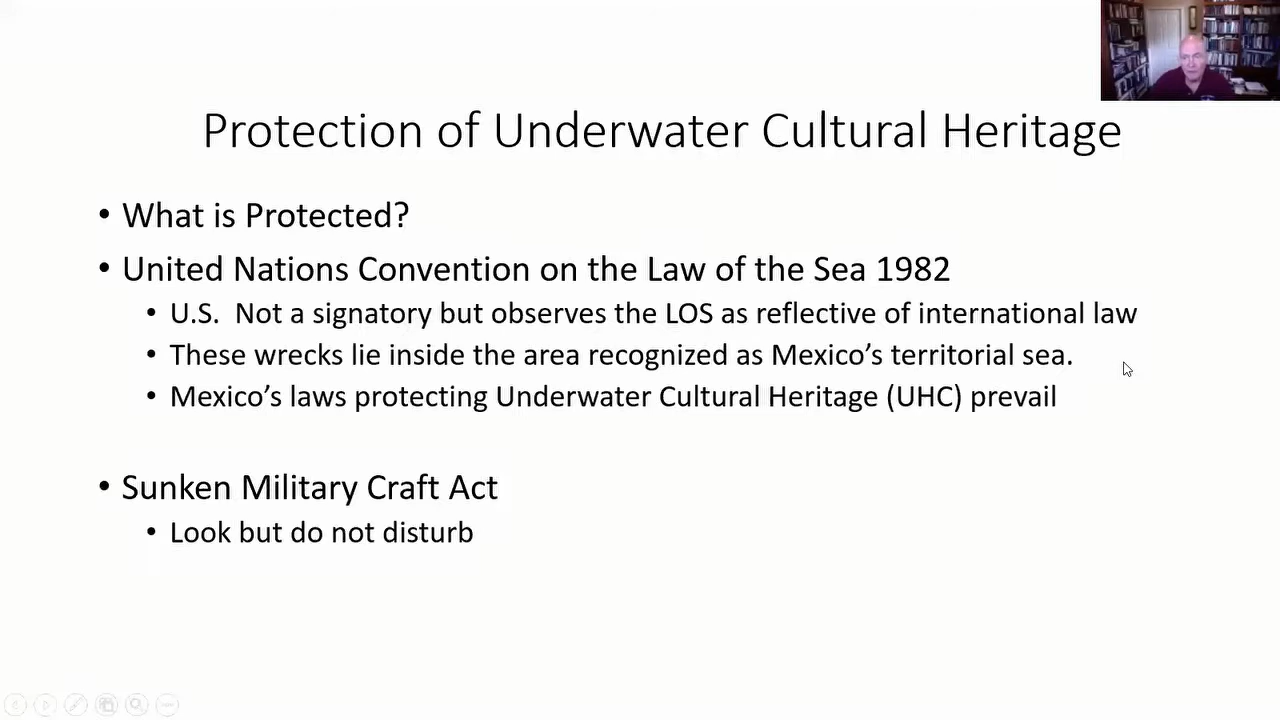 Protection of Underwater Cultural Heritage
• What is Protected?
• United Nations Convention on the Law of the Sea 1982
• U.S.  Not a signatory but observes the LOS as reflective of international law
• These wrecks lie inside the area recognized as Mexico’s territorial sea.
• Mexico’s laws protecting Underwater Cultural Heritage (UHC) prevail
• Sunken Military Craft Act
• Look but do not disturb